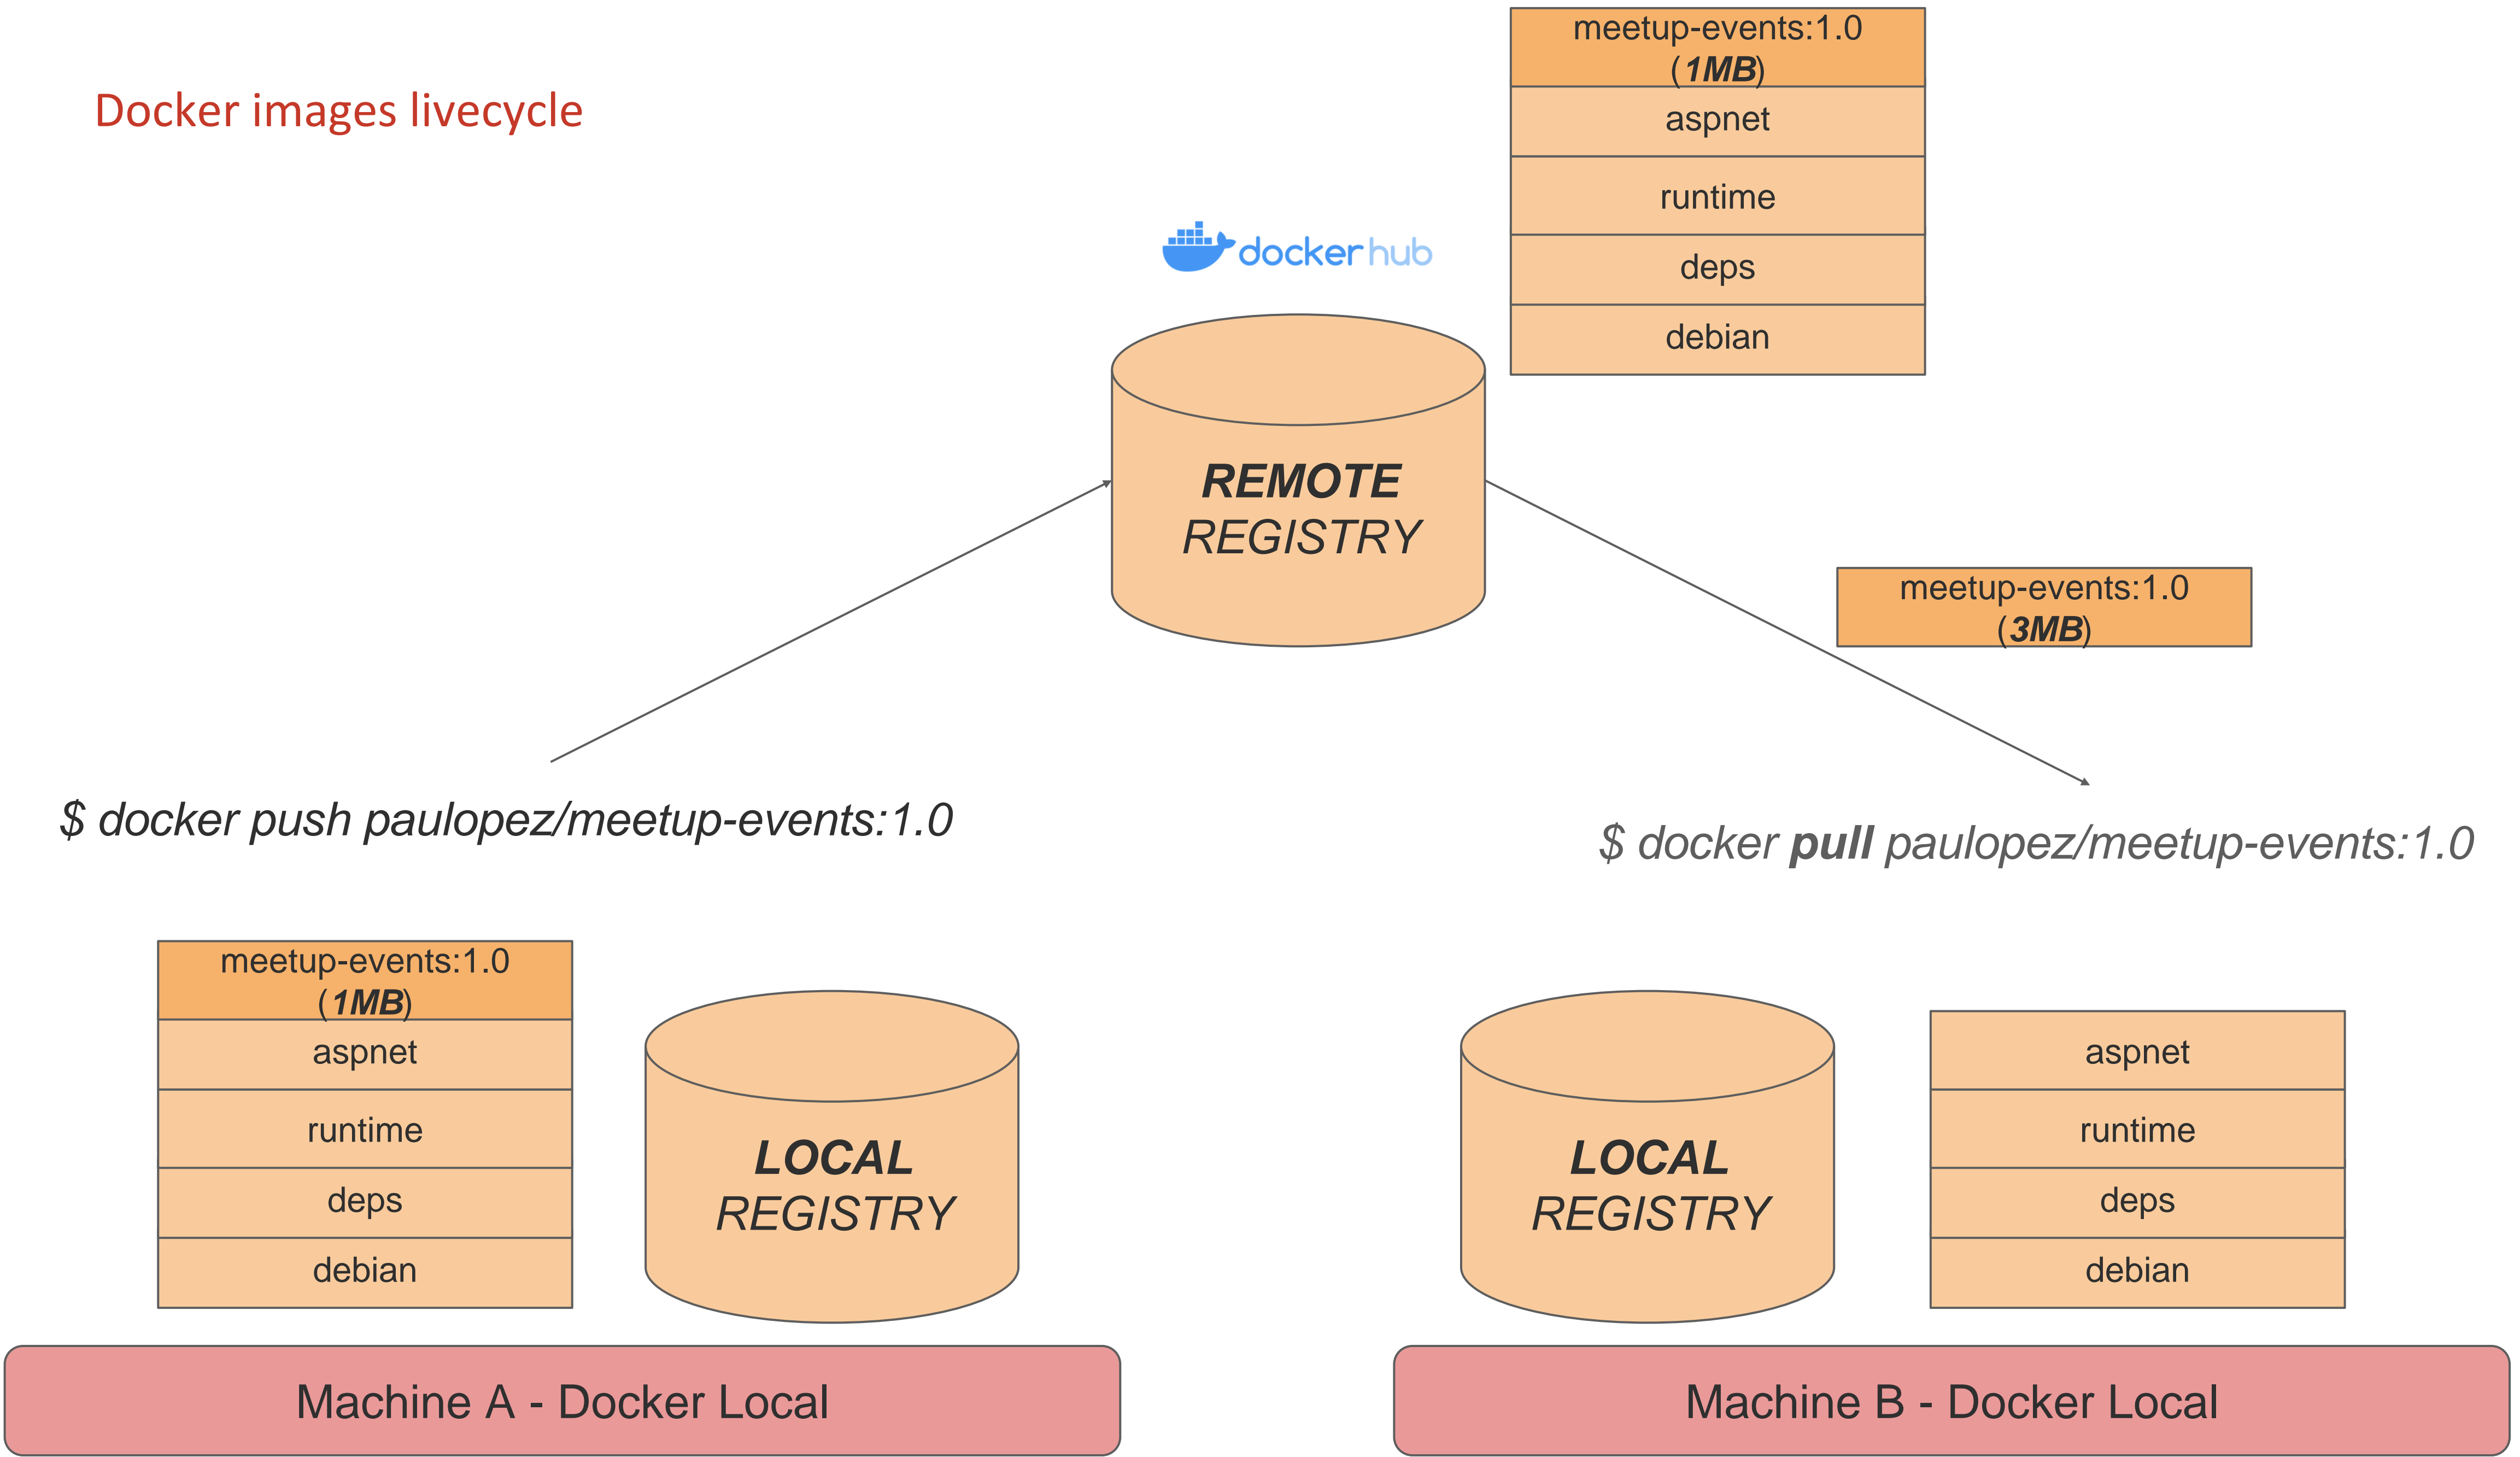 Docker images livecycle
meetup-events:1.0
(1MB)
aspnet
runtime
deps
debian
dockerhub
REMOTE
REGISTRY
meetup-events:1.0
(3MB)
$ docker push paulopez/meetup-events:1.0
$ docker pull paulopez/meetup-events:1.0
meetup-events:1.0
(1MB)
aspnet
runtime
deps
debian
LOCAL
REGISTRY
LOCAL
REGISTRY
aspnet
runtime
deps
debian
Machine A - Docker Local
Machine B - Docker Local